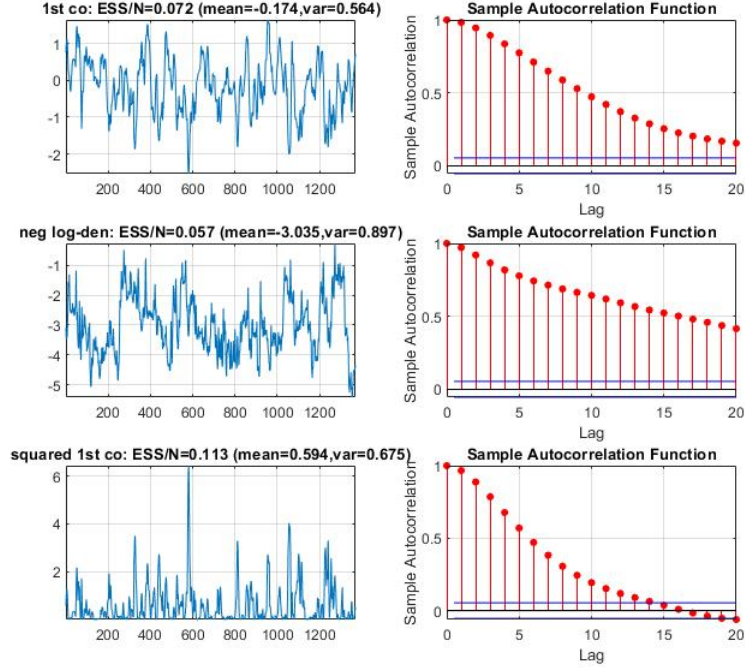 1st co: ESS/N=0.072 (mean=-0.174,var=0.564)
1
0
-1
-2
200 400 600 800 1000 1200
Sample Autocorrelation Function
Sample Autocorrelation
1
0.5
0
0 5 10 15 20
Lag
neg log-den: ESS/N=0.057 (mean=-3.035,var=0.897)
-1
-2
-3
-4
-5
200 400 600 800 1000 1200
Sample Autocorrelation Function
Sample Autocorrelation
1
0.5
0
0 5 10 15 20
Lag
squared 1st co: ESS/N=0.113 (mean=0.594,var=0.675)
6
4
2
200 400 600 800 1000 1200
Sample Autocorrelation Function
Sample Autocorrelation
1
0.5
0
0 5 10 15 20
Lag